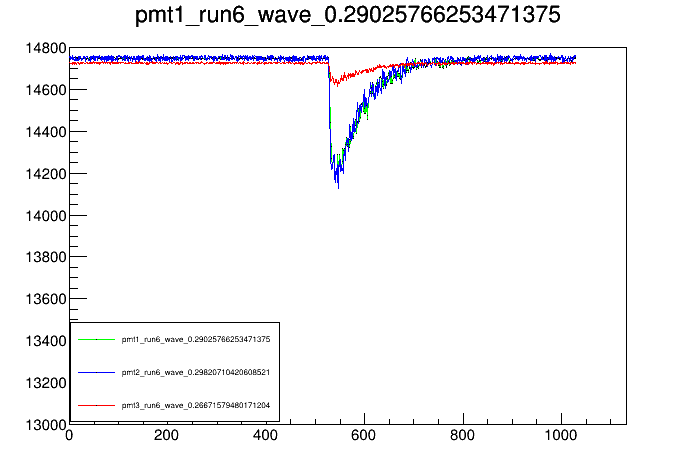 pmt1_run6_wave_0.29025766253471375
14800
14600
14400
14200
14000
13800
13600
13400
13200
13000
pmt1_run6_wave_0.29025766253471375
pmt2_run6_wave_0.29820710420608521
pmt3_run6_wave_0.26671579480171204
0 200 400 600 800 1000